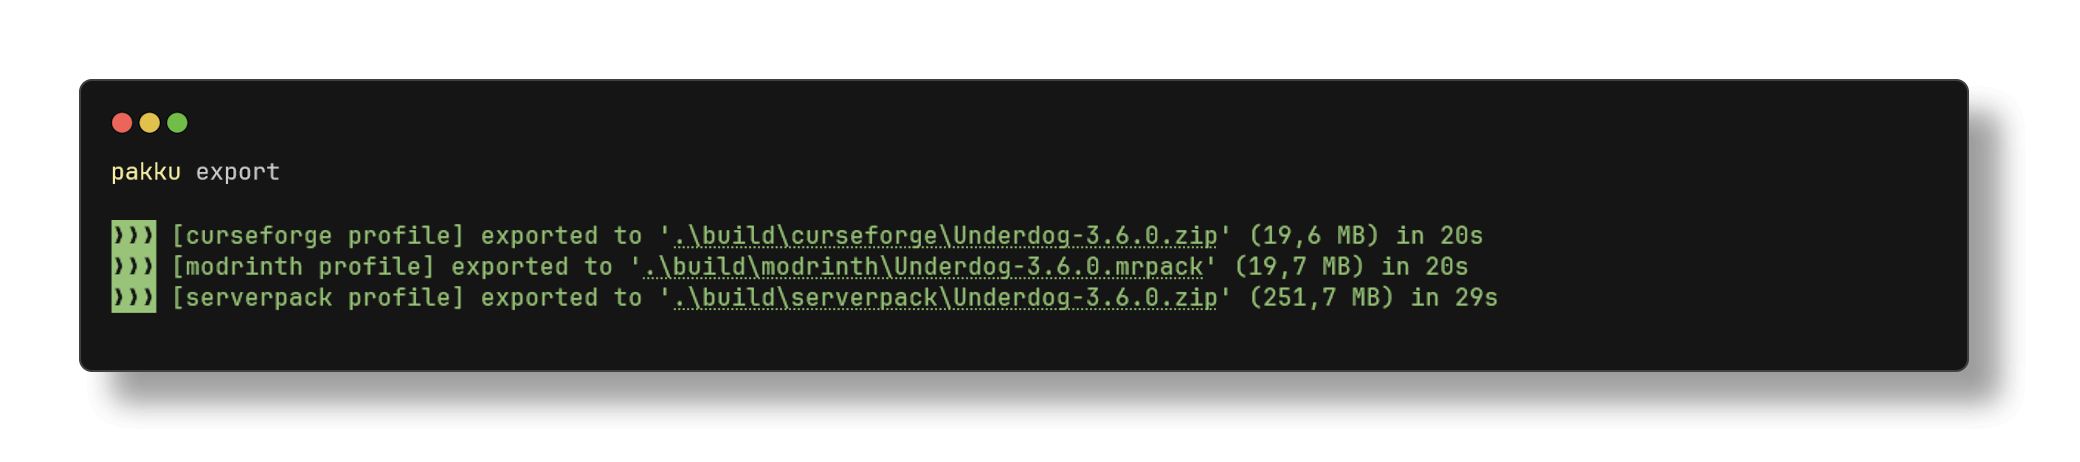 pakku export
❫❫❫ [curseforge profile] exported to '.\build\curseforge\Underdog-3.6.0.zip' (19,6 MB) in 20s
❫❫❫ [modrinth profile] exported to '.\build\modrinth\Underdog-3.6.0.mrpack' (19,7 MB) in 20s
❫❫❫ [serverpack profile] exported to '.\build\serverpack\Underdog-3.6.0.zip' (251,7 MB) in 29s